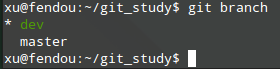 xu@fendou:~/git_study$ git branch
* dev
  master
xu@fendou:~/git_study$